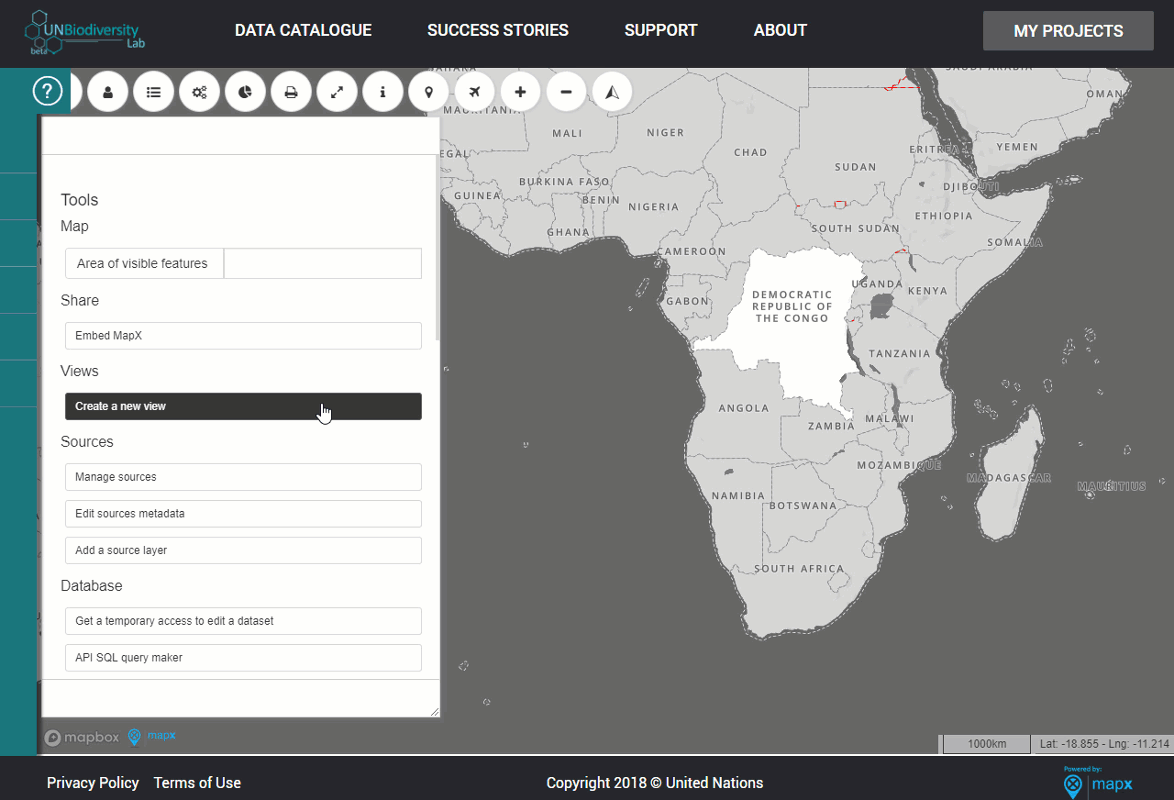 UNBiodiversity
Lab
beta
DATA CATALOGUE
SUCCESS STORIES
SUPPORT
ABOUT
MY PROJECTS
?
Tools
Map
Area of visible features
Share
Embed MapX
Views
Create a new view
Sources
Manage sources
Edit sources metadata
Add a source layer
Database
Get a temporary access to edit a dataset
API SQL query maker
SAUDI ARABIA
OMAN
MAURITANIA
MALI
NIGER
CHAD
SUDAN
ERITREA
YEMEN
BURKINA FASO
DJIBOUTI
GUINEA
BENIN
NIGERIA
ETHIOPIA
GHANA
SOUTH SUDAN
SOMALIA
CAMEROON
UGANDA
KENYA
GABON
DEMOCRATIC
REPUBLIC OF
THE CONGO
TANZANIA
ANGOLA
ZAMBIA
MALAWI
MOZAMBIQUE
MADAGASCAR
MAURITIUS
NAMIBIA
BOTSWANA
SOUTH AFRICA
mapbox
mapx
1000km
Lat: -18.855 - Lng: -11.214
Privacy Policy
Terms of Use
Copyright 2018 © United Nations
Powered by:
mapx